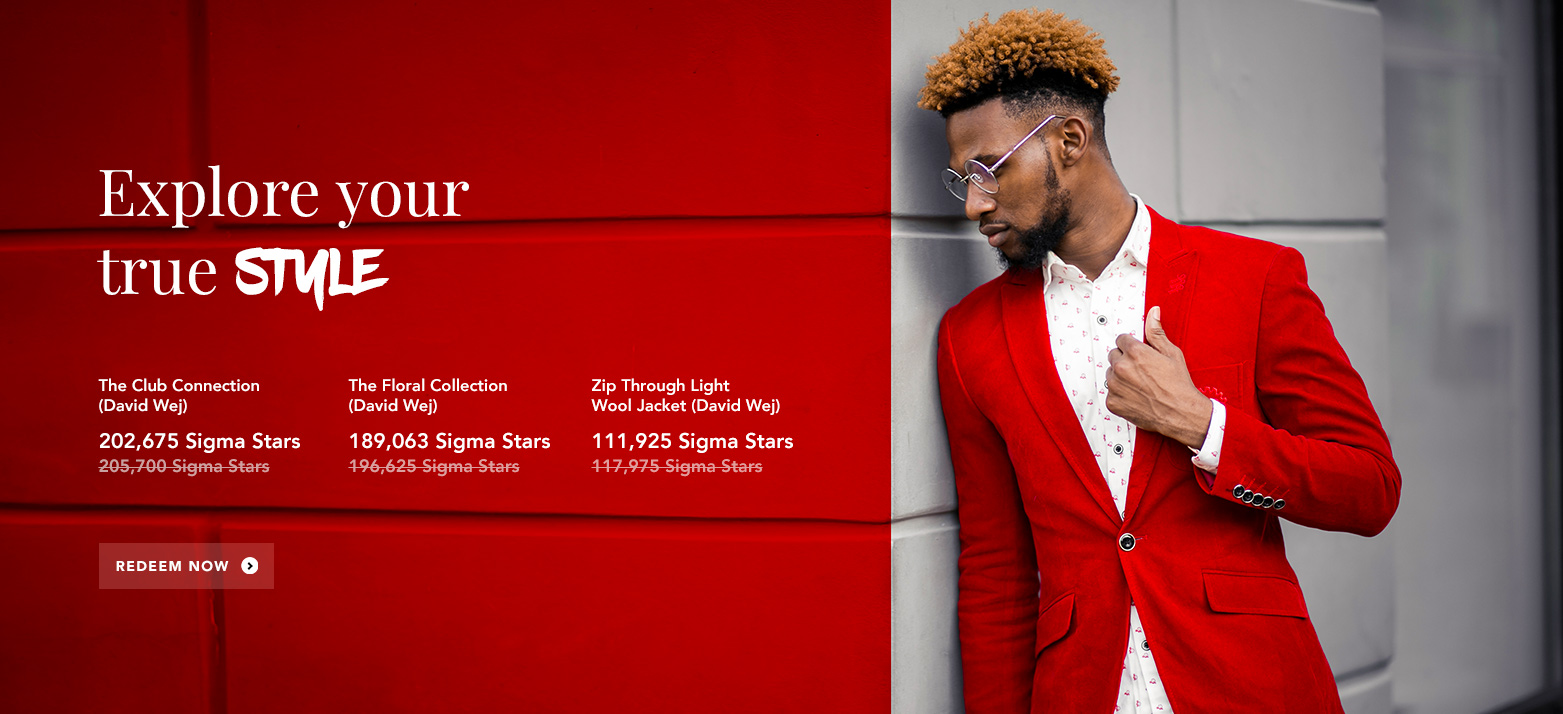 Explore your
true STYLE
The Club Connection
(David Wej)
202,675 Sigma Stars
205,700 Sigma Stars
The Floral Collection
(David Wej)
189,063 Sigma Stars
196,625 Sigma Stars
Zip Through Light
Wool Jacket (David Wej)
111,925 Sigma Stars
117,975 Sigma Stars
REDEEM NOW